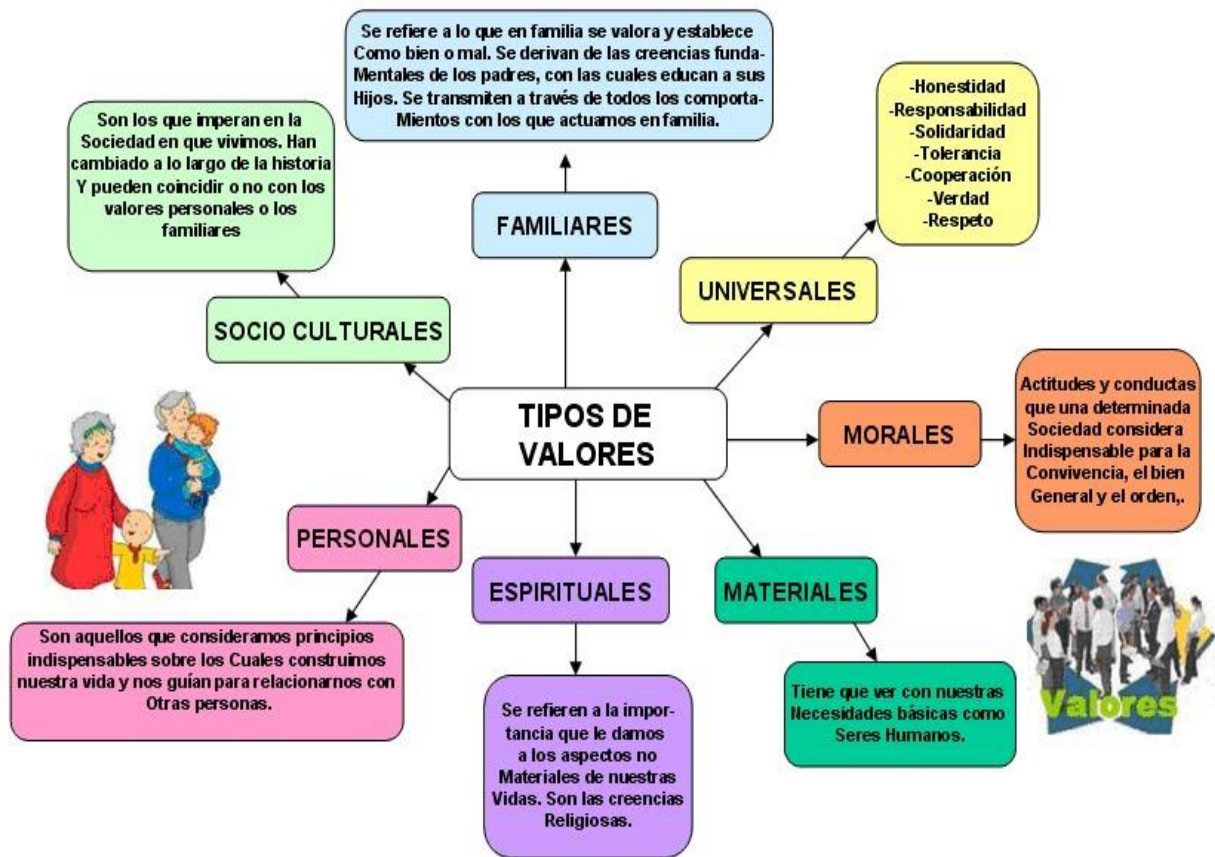 Se refiere a lo que en familia se valora y establece
Como bien o mal. Se derivan de las creencias funda-
Mentales de los padres, con las cuales educan a sus
Hijos. Se transmiten a través de todos los comporta-
Mientos con los que actuamos en familia.
-Honestidad
-Responsabilidad
-Solidaridad
-Tolerancia
-Cooperación
-Verdad
-Respeto
Son los que imperan en la
Sociedad en que vivimos. Han
cambiado a lo largo de la historia
Y pueden coincidir o no con los
valores personales o los
familiares
FAMILIARES
UNIVERSALES
SOCIO CULTURALES
TIPOS DE
VALORES
MORALES
Actitudes y conductas
que una determinada
Sociedad considera
Indispensable para la
Convivencia, el bien
General y el orden,.
PERSONALES
ESPIRITUALES
MATERIALES
Son aquellos que consideramos principios
indispensables sobre los Cuales construimos
nuestra vida y nos guían para relacionarnos con
Otras personas.
Se refieren a la impor-
tancia que le damos
a los aspectos no
Materiales de nuestras
Vidas. Son las creencias
Religiosas.
Tiene que ver con nuestras
Necesidades básicas como
Seres Humanos.
Valores